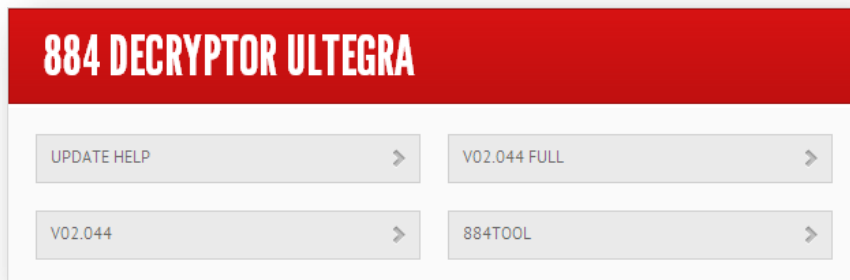 884 DECRYPTOR ULTEGRA
UPDATE HELP
V02.044 FULL
V02.044
884TOOL